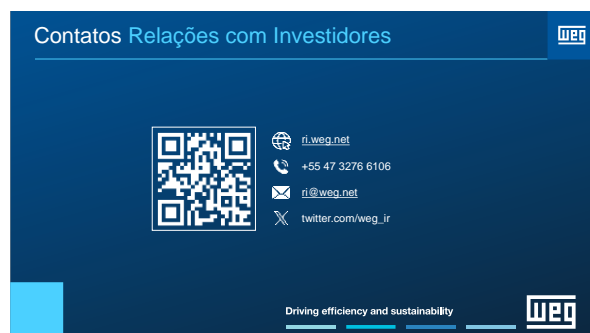 Contatos Relações com Investidores
weg
ri.weg.net
+55 47 3276 6106
ri@weg.net
twitter.com/weg_ir
Driving efficiency and sustainability
weg